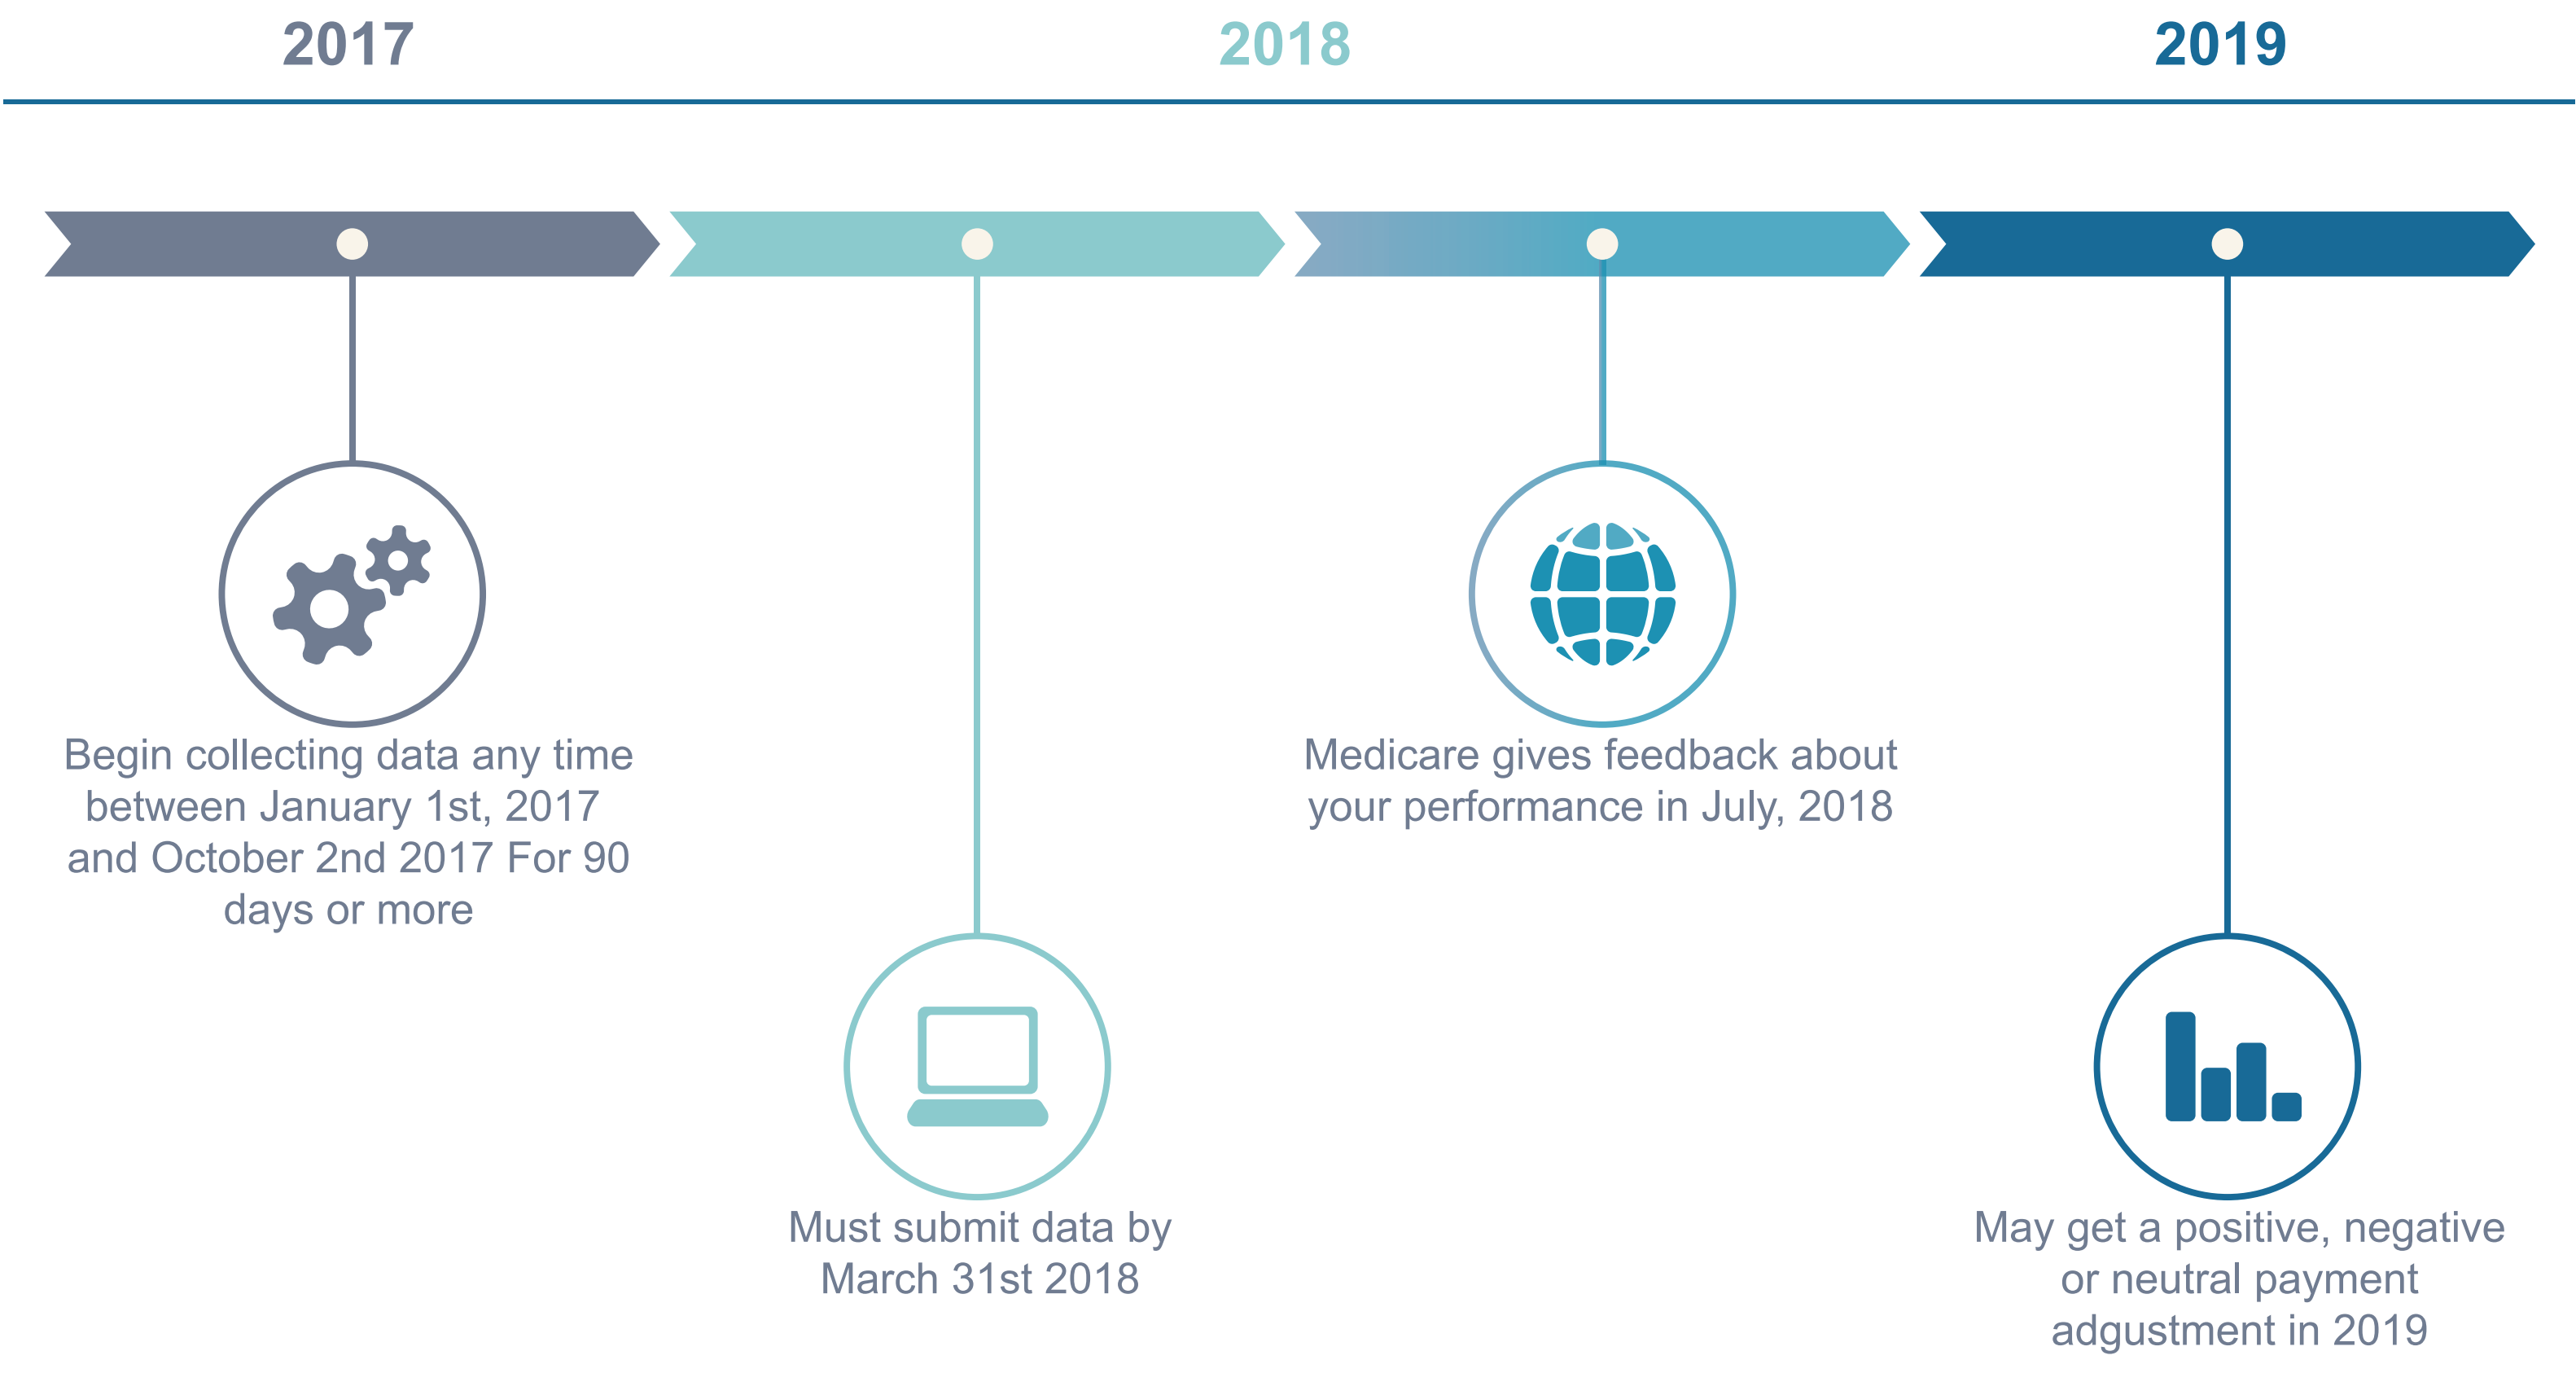 2017
2018
2019
Begin collecting data any time
between January 1st, 2017
and October 2nd 2017 For 90
days or more
Must submit data by
March 31st 2018
Medicare gives feedback about
your performance in July, 2018
May get a positive, negative
or neutral payment
adgustment in 2019